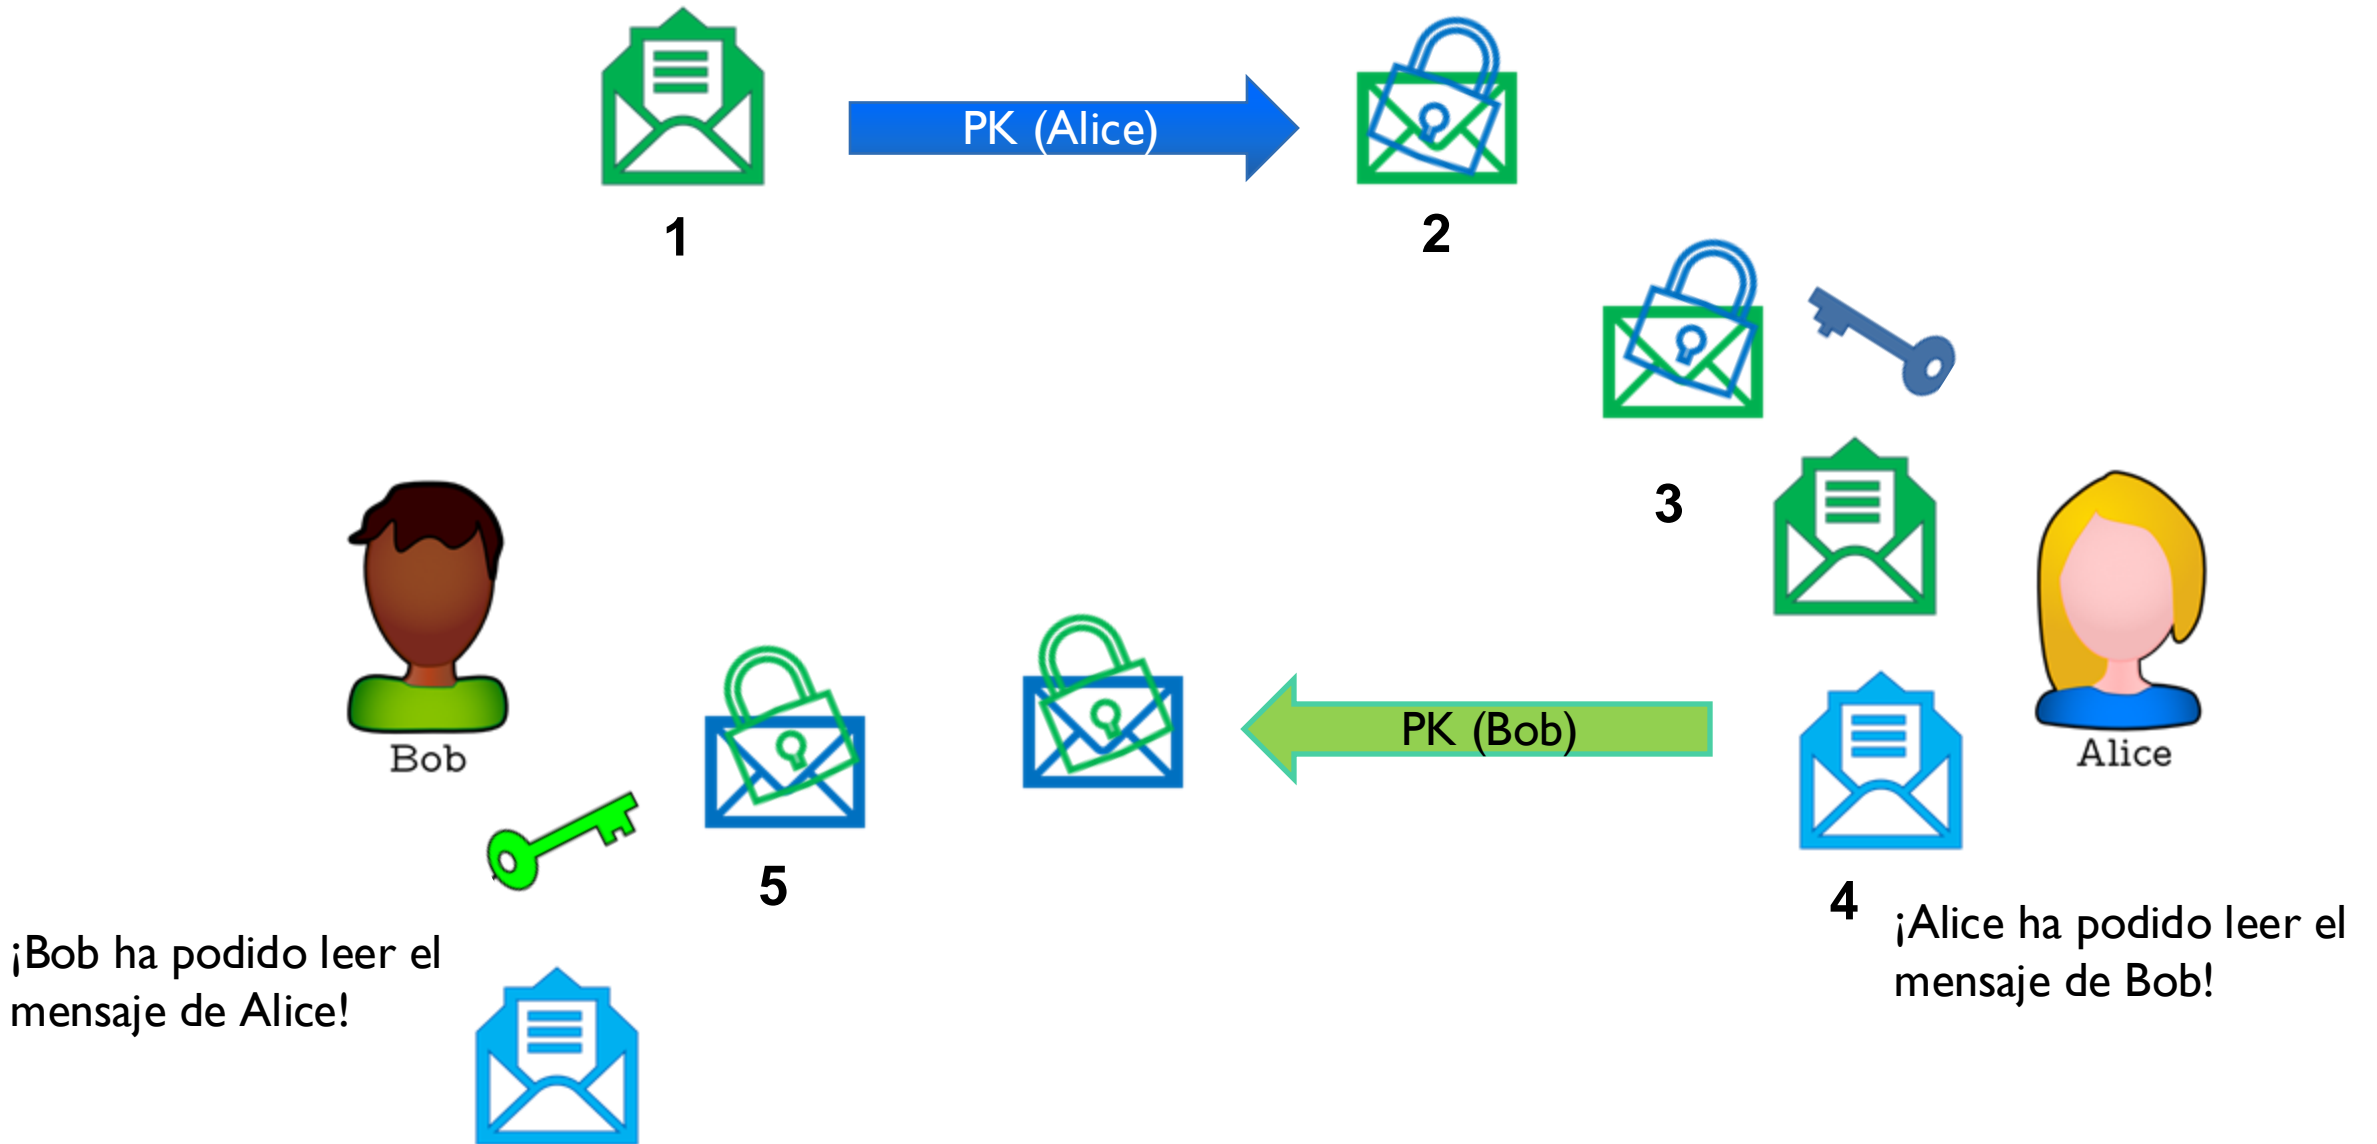 PK (Alice)
1
2
3
PK (Bob)
Bob
Alice
5
4
¡Alice ha podido leer el
mensaje de Bob!
¡Bob ha podido leer el
mensaje de Alice!